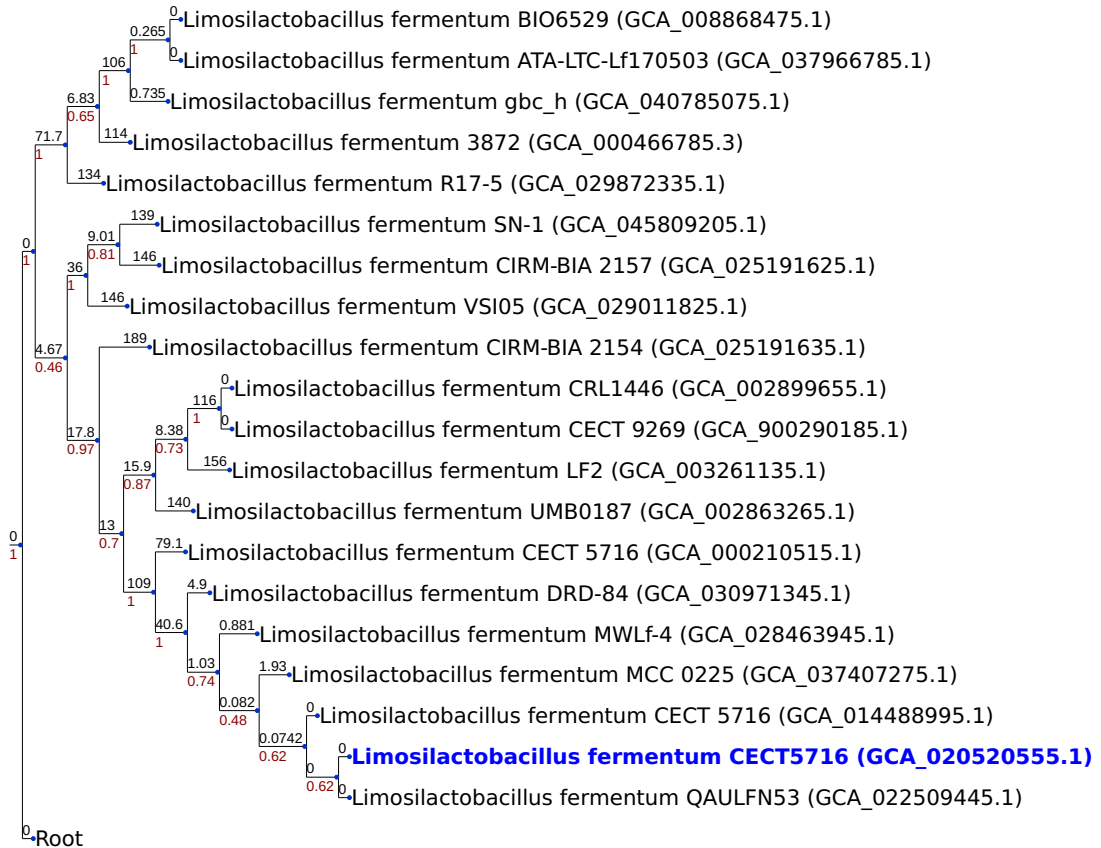 0
Limosilactobacillus fermentum BIO6529 (GCA_008868475.1)
0.265
1
0
Limosilactobacillus fermentum ATA-LTC-Lf170503 (GCA_037966785.1)
106
1
0.735
Limosilactobacillus fermentum gbc_h (GCA_040785075.1)
6.83
0.65
114
Limosilactobacillus fermentum 3872 (GCA_000466785.3)
71.7
1
134
Limosilactobacillus fermentum R17-5 (GCA_029872335.1)
139
Limosilactobacillus fermentum SN-1 (GCA_045809205.1)
0
1
9.01
0.81
146
Limosilactobacillus fermentum CIRM-BIA 2157 (GCA_025191625.1)
36
1
146
Limosilactobacillus fermentum VSI05 (GCA_029011825.1)
4.67
0.46
189
Limosilactobacillus fermentum CIRM-BIA 2154 (GCA_025191635.1)
0
Limosilactobacillus fermentum CRL1446 (GCA_002899655.1)
116
1
0
Limosilactobacillus fermentum CECT 9269 (GCA_900290185.1)
17.8
0.97
8.38
0.73
156
Limosilactobacillus fermentum LF2 (GCA_003261135.1)
15.9
0.87
140
Limosilactobacillus fermentum UMB0187 (GCA_002863265.1)
13
0.7
0
1
79.1
Limosilactobacillus fermentum CECT 5716 (GCA_000210515.1)
109
1
4.9
Limosilactobacillus fermentum DRD-84 (GCA_030971345.1)
40.6
1
0.881
Limosilactobacillus fermentum MWLf-4 (GCA_028463945.1)
1.03
0.74
1.93
Limosilactobacillus fermentum MCC 0225 (GCA_037407275.1)
0.082
0.48
0
Limosilactobacillus fermentum CECT 5716 (GCA_014488995.1)
0.0742
0.62
0
Limosilactobacillus fermentum CECT5716 (GCA_020520555.1)
0
0.62
0
Limosilactobacillus fermentum QAULFN53 (GCA_022509445.1)
0
Root